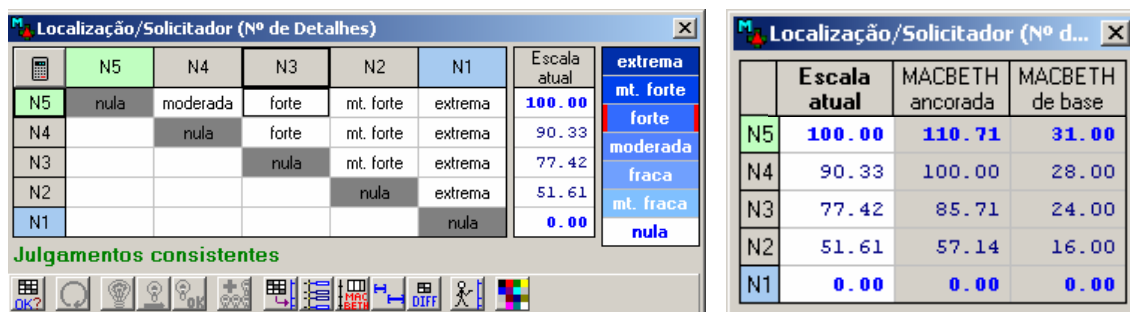 Localização/Solicitador (Nº de Detalhes)
N5 N4 N3 N2 N1 Escala atual
N5 nula moderada forte mt. forte extrema 100.00
N4 nula forte mt. forte extrema 90.33
N3 nula mt. forte extrema 77.42
N2 nula extrema 51.61
N1 nula 0.00
extrema
mt. forte
forte
moderada
fraca
mt. fraca
nula
Julgamentos consistentes
OK? OK MAC BETH DIFF
Localização/Solicitador (Nº d...
Escala atual MACBETH ancorada MACBETH de base
N5 100.00 110.71 31.00
N4 90.33 100.00 28.00
N3 77.42 85.71 24.00
N2 51.61 57.14 16.00
N1 0.00 0.00 0.00